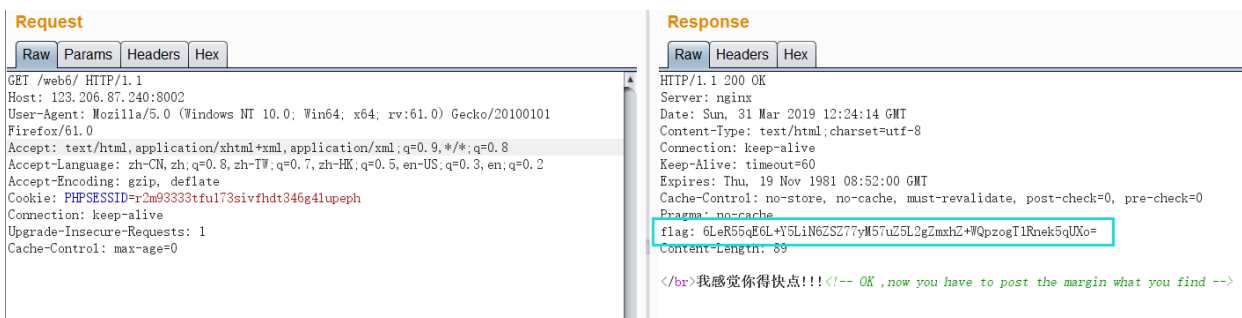 Request
Raw Params Headers Hex
GET /web6/ HTTP/1.1
Host: 123.206.87.240:8002
User-Agent: Mozilla/5.0 (Windows NT 10.0; Win64; x64; rv:61.0) Gecko/20100101
Firefox/61.0
Accept: text/html,application/xhtml+xml,application/xml;q=0.9,*/*;q=0.8
Accept-Language: zh-CN,zh;q=0.8,zh-TW;q=0.7,zh-HK;q=0.5,en-US;q=0.3,en;q=0.2
Accept-Encoding: gzip, deflate
Cookie: PHPSESSID=r2m93333tful73sivfhdt346g4lupeph
Connection: keep-alive
Upgrade-Insecure-Requests: 1
Cache-Control: max-age=0
Response
Raw Headers Hex
HTTP/1.1 200 OK
Server: nginx
Date: Sun, 31 Mar 2019 12:24:14 GMT
Content-Type: text/html;charset=utf-8
Connection: keep-alive
Keep-Alive: timeout=60
Expires: Thu, 19 Nov 1981 08:52:00 GMT
Cache-Control: no-store, no-cache, must-revalidate, post-check=0, pre-check=0
Pragma: no-cache
flag: 6LeR55qE6L+Y5LiN6ZSZ77yM57uZ5L2gZmxhZ+WQpzogTlRnek5qUXo=
Content-Length: 89
</br>我感觉你得快点!!!<!-- OK ,now you have to post the margin what you find -->